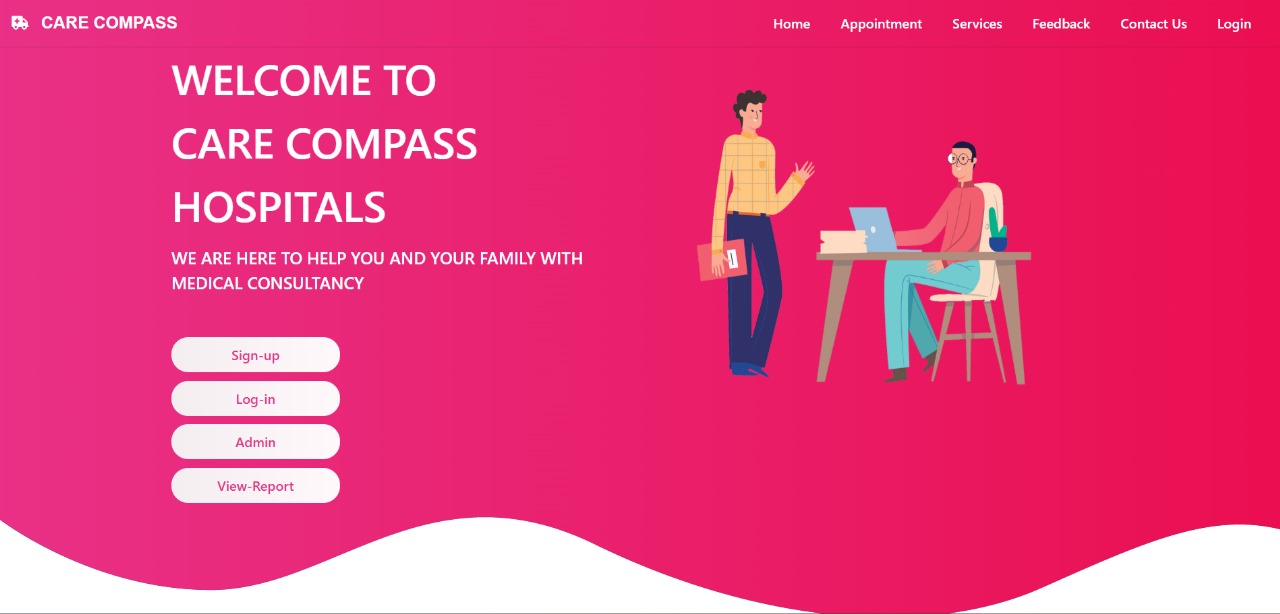 CARE COMPASS
Home Appointment Services Feedback Contact Us Login
WELCOME TO
CARE COMPASS
HOSPITALS
WE ARE HERE TO HELP YOU AND YOUR FAMILY WITH
MEDICAL CONSULTANCY
Sign-up
Log-in
Admin
View-Report